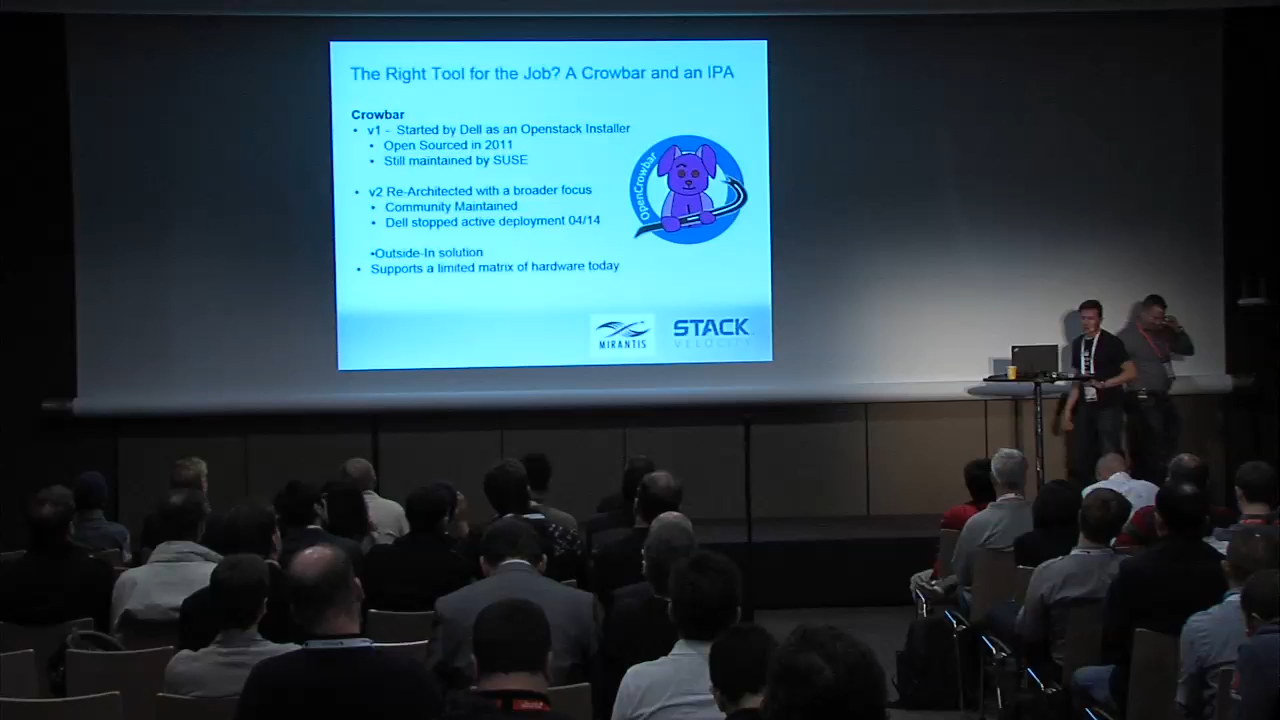 The Right Tool for the Job? A Crowbar and an IPA
Crowbar
• v1 - Started by Dell as an Openstack Installer
• Open Sourced in 2011
• Still maintained by SUSE
• v2 Re-Architected with a broader focus
• Community Maintained
• Dell stopped active deployment 04/14
•Outside-In solution
• Supports a limited matrix of hardware today
OpenCrowbar
MIRANTIS
STACK
VELOCITY